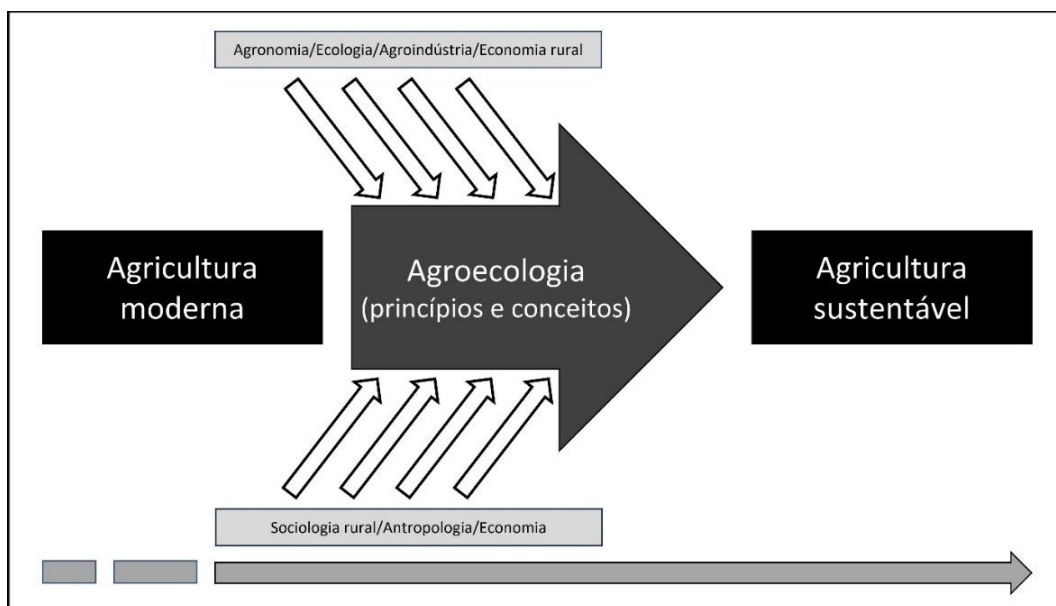 Agronomia/Ecologia/Agroindústria/Economia rural
Agricultura
moderna
Agroecologia
(princípios e conceitos)
Agricultura
sustentável
Sociologia rural/Antropologia/Economia